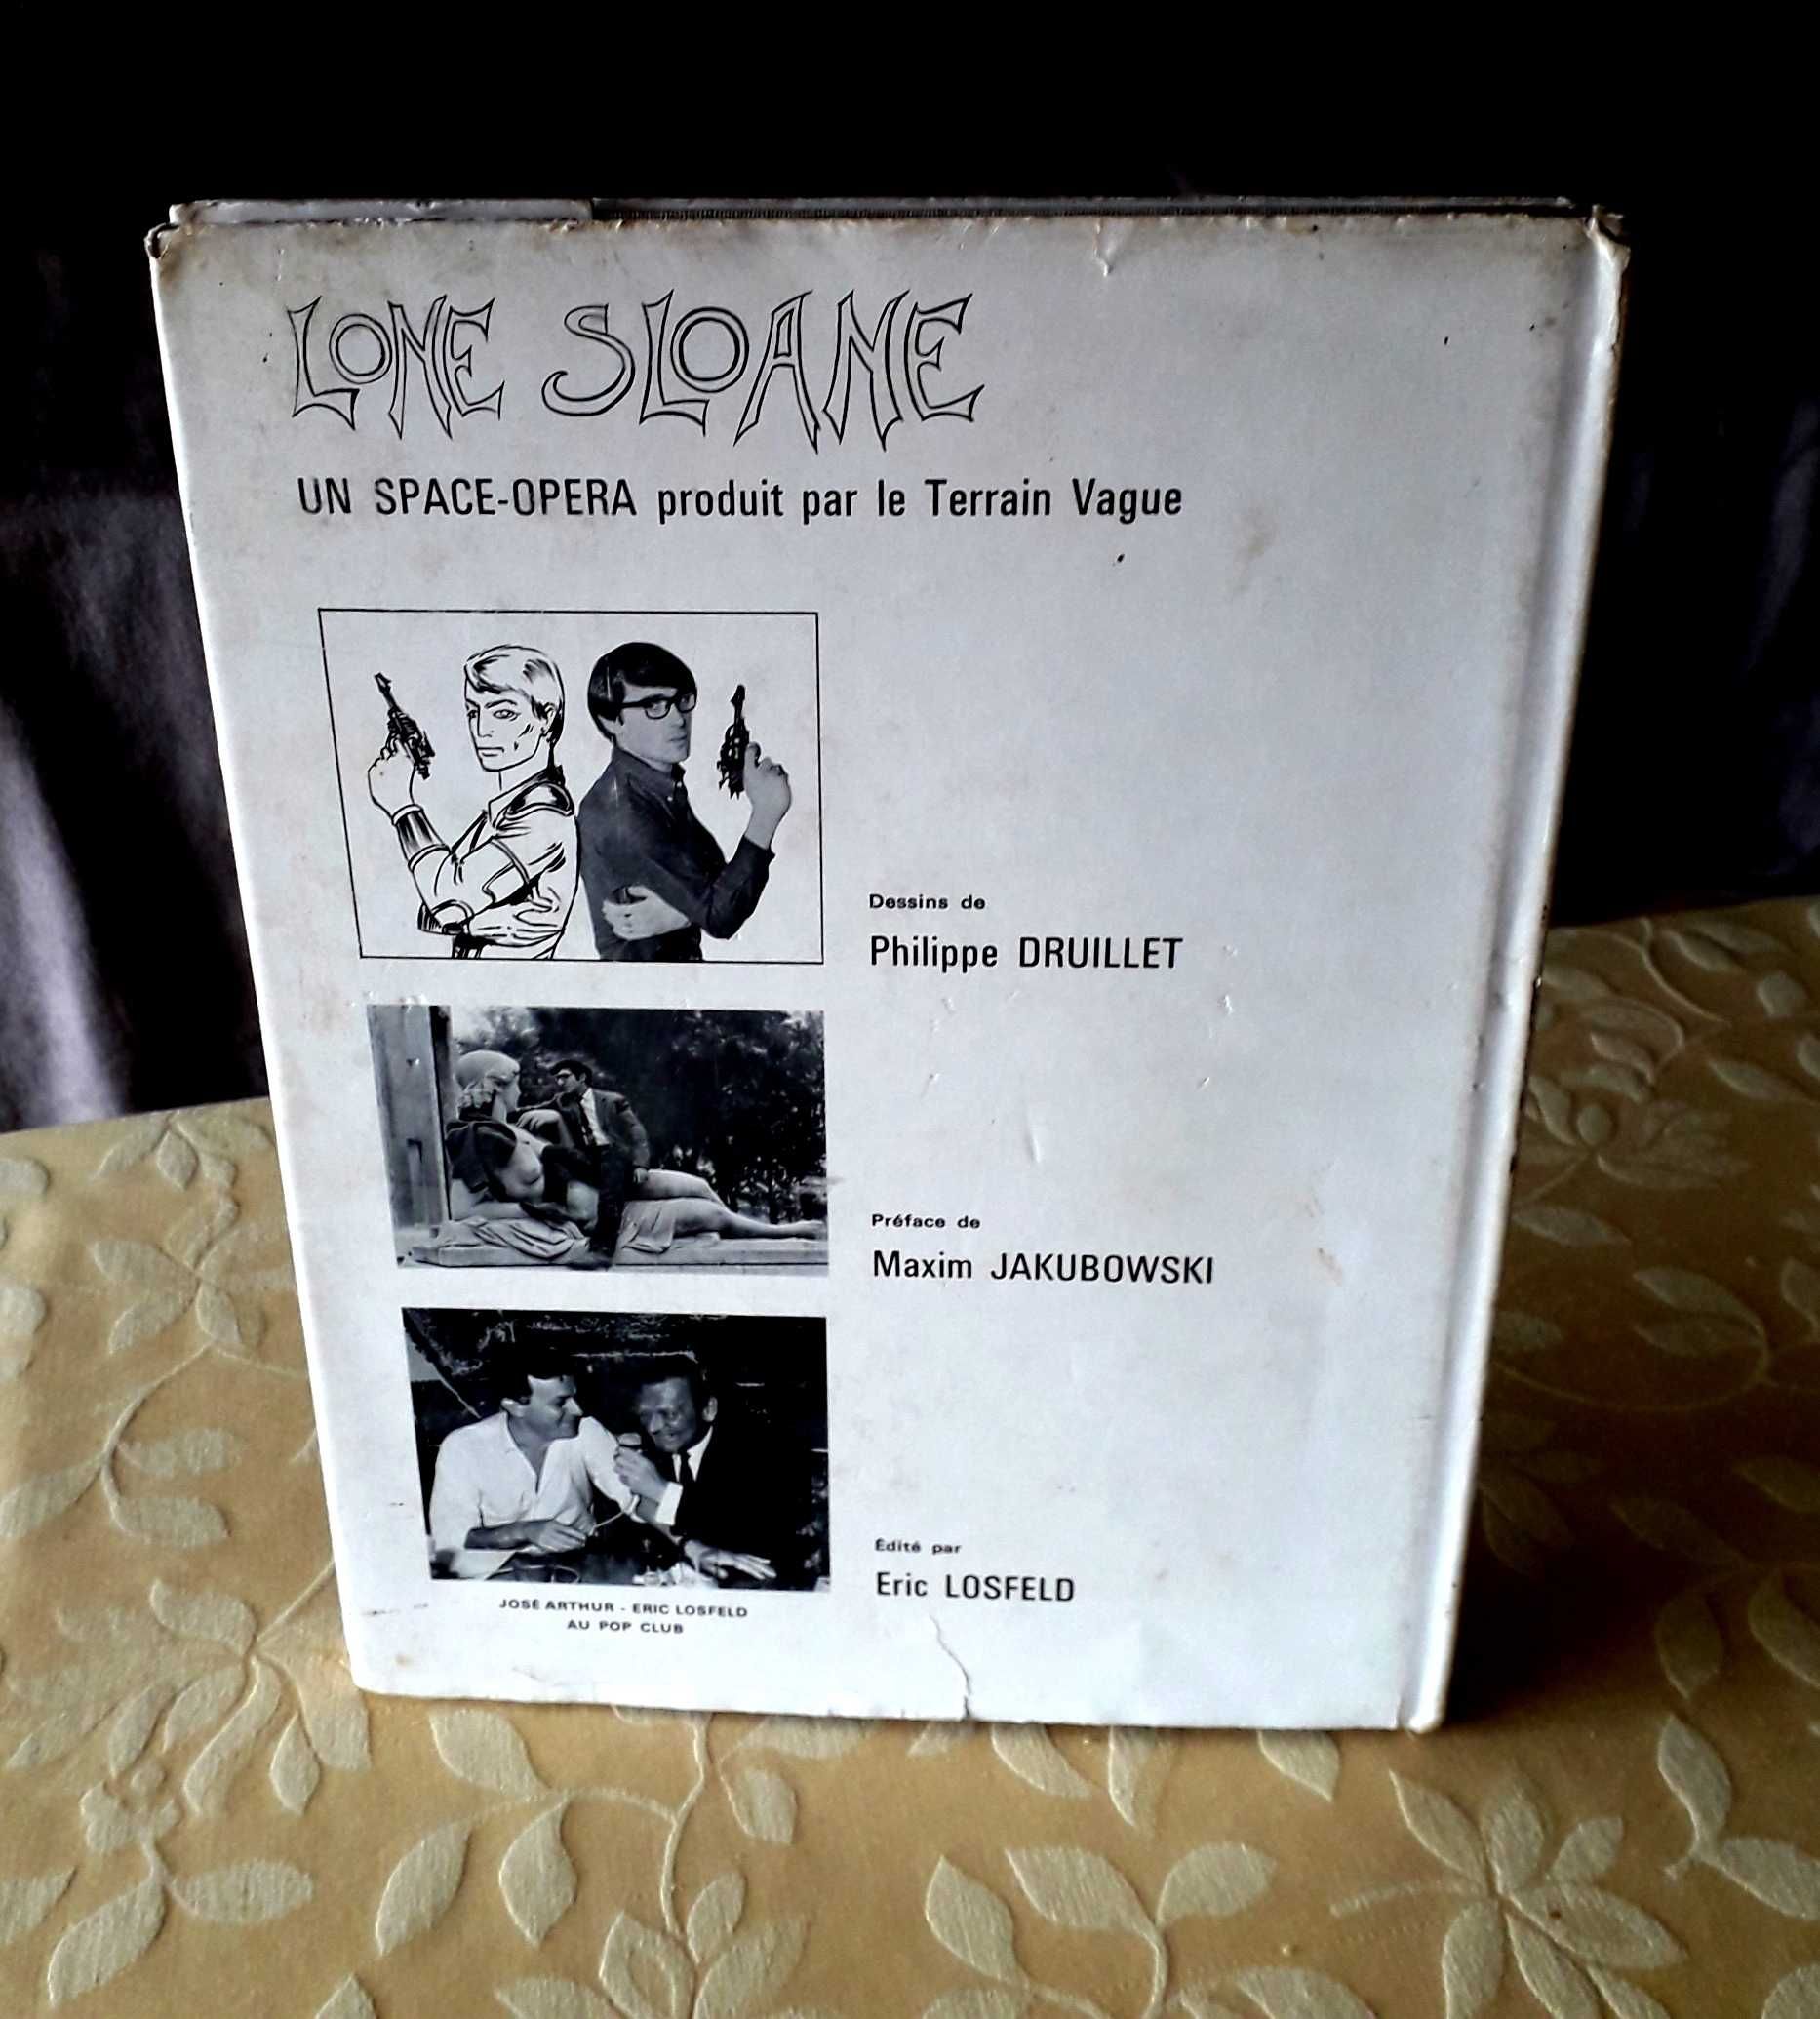 LONE SLOANE
UN SPACE-OPERA produit par le Terrain Vague
Dessins de
Philippe DRUILLET
Préface de
Maxim JAKUBOWSKI
Édité par
Eric LOSFELD
JOSÉ ARTHUR - ERIC LOSFELD
AU POP CLUB